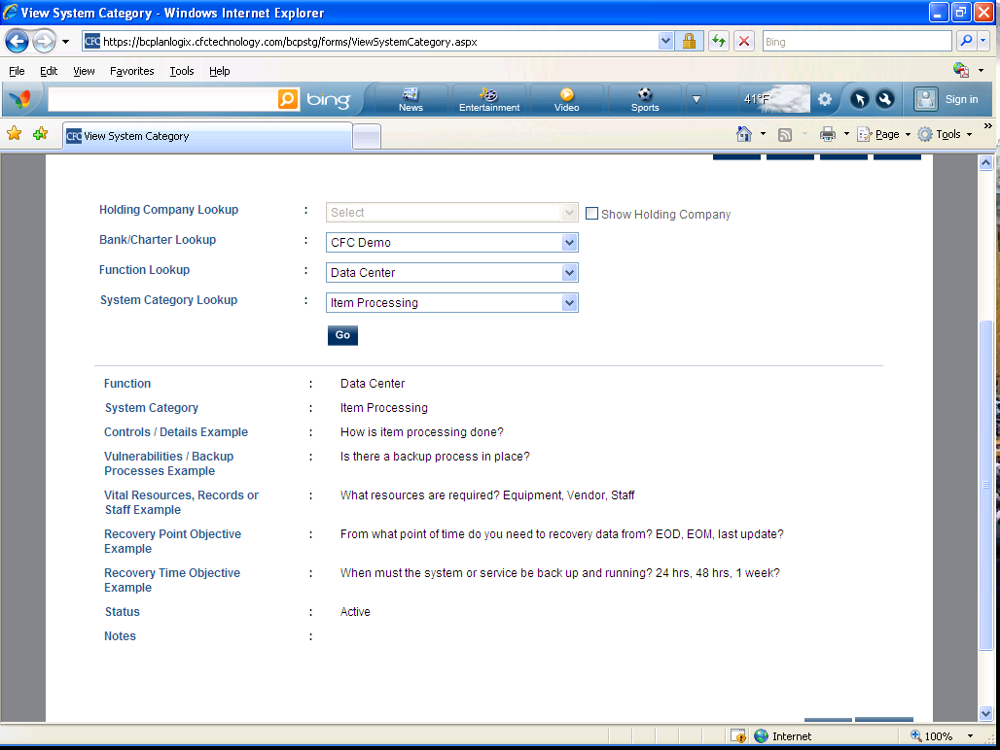 View System Category - Windows Internet Explorer
CFC https://bcplanlogix.cfctechnology.com/bcpstg/forms/ViewSystemCategory.aspx Bing
File Edit View Favorites Tools Help
bing News Entertainment Video Sports 41°F Sign in
CFC View System Category Page Tools »
Holding Company Lookup : Select Show Holding Company
Bank/Charter Lookup : CFC Demo
Function Lookup : Data Center
System Category Lookup : Item Processing
Go
Function : Data Center
System Category : Item Processing
Controls / Details Example : How is item processing done?
Vulnerabilities / Backup : Is there a backup process in place?
Processes Example
Vital Resources, Records or : What resources are required? Equipment, Vendor, Staff
Staff Example
Recovery Point Objective : From what point of time do you need to recovery data from? EOD, EOM, last update?
Example
Recovery Time Objective : When must the system or service be back up and running? 24 hrs, 48 hrs, 1 week?
Example
Status : Active
Notes :
Internet 100%